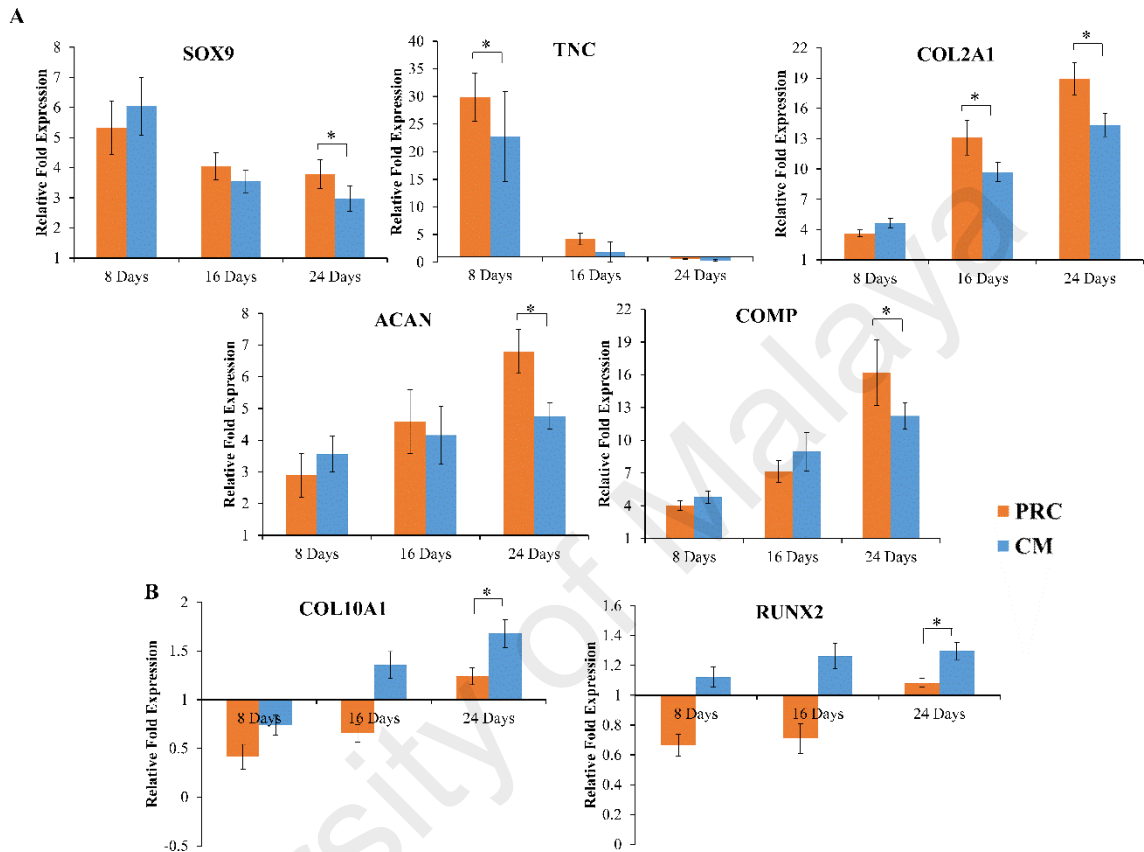 A
SOX9
Relative Fold Expression
8
7
6
5
4
3
2
1
8 Days 16 Days 24 Days
*
TNC
Relative Fold Expression
40
35
30
25
20
15
10
5
0
8 Days 16 Days 24 Days
*
COL2A1
Relative Fold Expression
22
19
16
13
10
7
4
1
8 Days 16 Days 24 Days
*
*
ACAN
Relative Fold Expression
8
7
6
5
4
3
2
1
8 Days 16 Days 24 Days
*
COMP
Relative Fold Expression
22
19
16
13
10
7
4
1
8 Days 16 Days 24 Days
*
PRC
CM
B
COL10A1
Relative Fold Expression
2
1.5
1
0.5
0
-0.5
8 Days 16 Days 24 Days
*
RUNX2
Relative Fold Expression
1.6
1.4
1.2
1
0.8
0.6
0.4
0.2
0
8 Days 16 Days 24 Days
*
ersity of Malaya